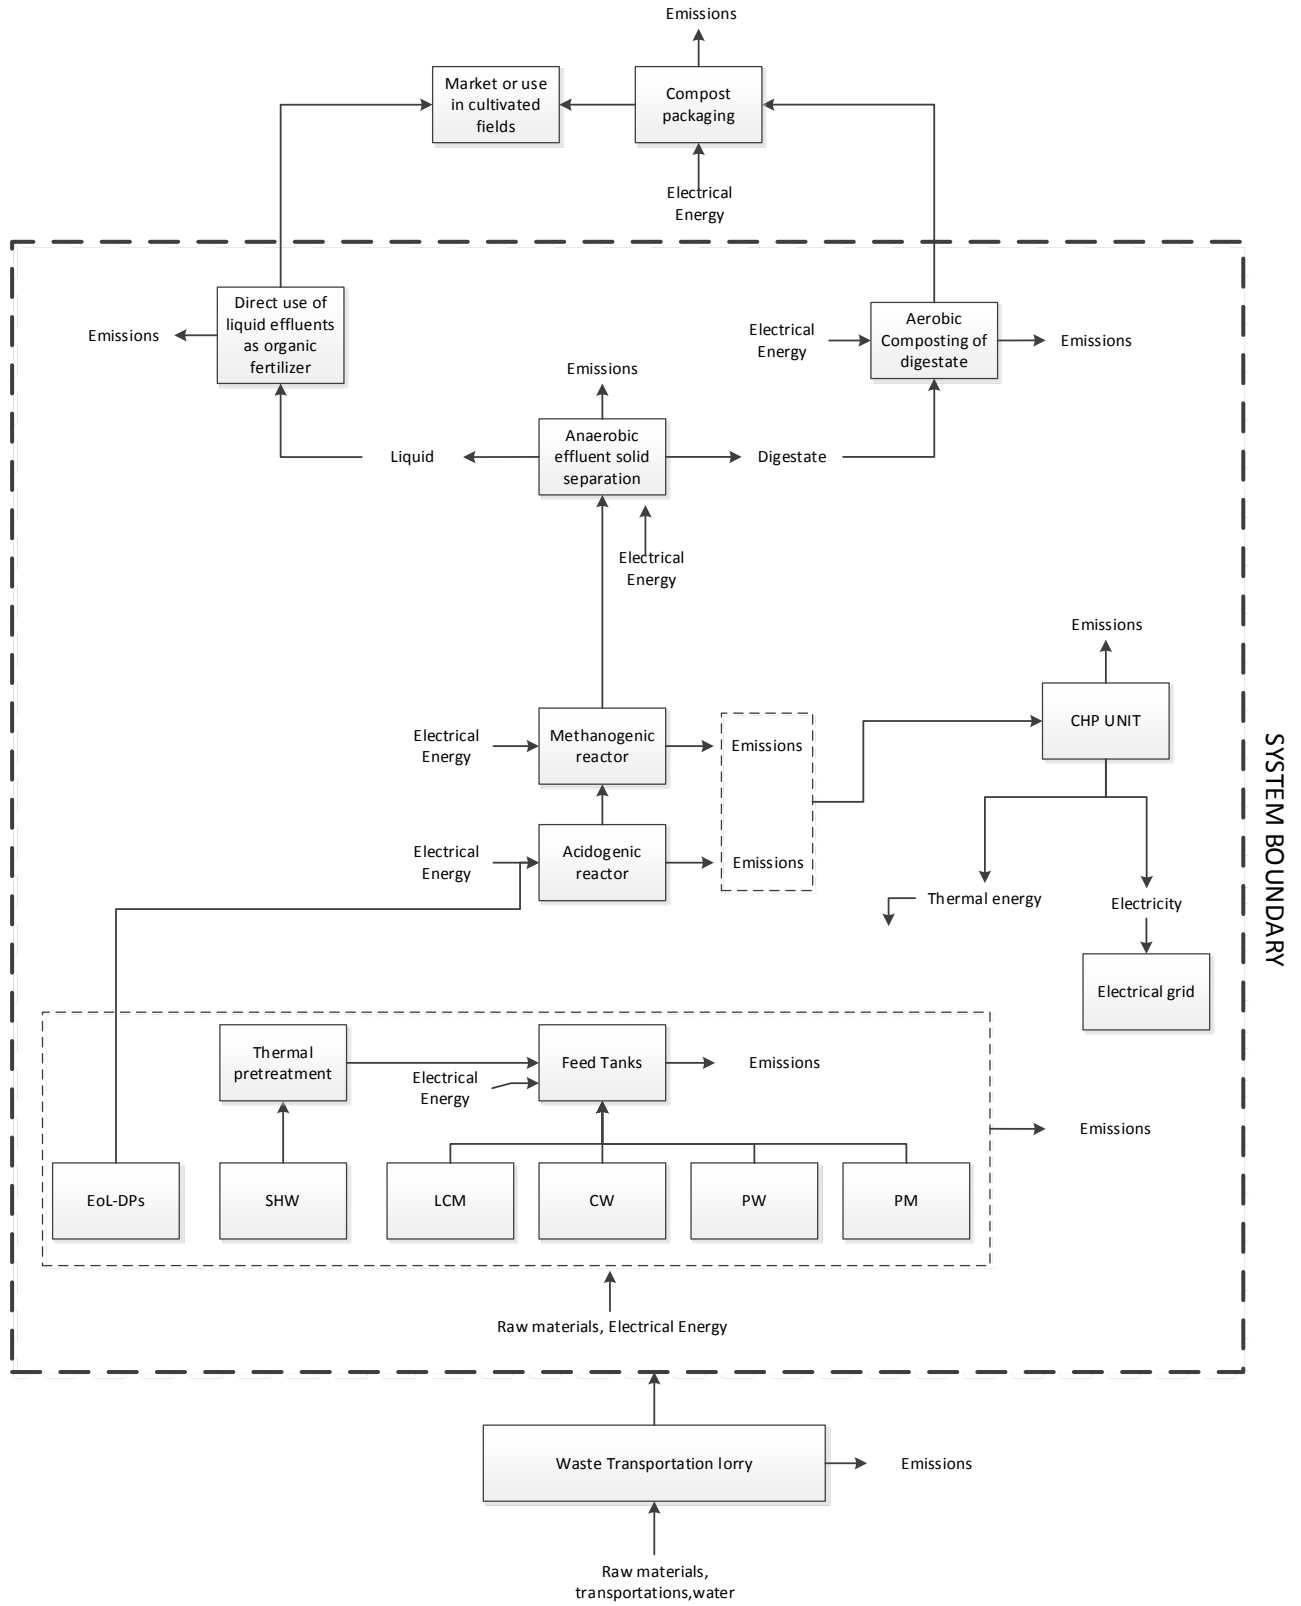 Emissions
Market or use
in cultivated
fields
Compost
packaging
Electrical
Energy
Direct use of
liquid effluents
as organic
fertilizer
Emissions
Electrical
Energy
Aerobic
Composting of
digestate
Emissions
Emissions
Liquid
Anaerobic
effluent solid
separation
Digestate
Electrical
Energy
Emissions
CHP UNIT
Electrical
Energy
Methanogenic
reactor
Emissions
SYSTEM BOUNDARY
Electrical
Energy
Acidogenic
reactor
Emissions
Thermal energy
Electricity
Electrical grid
Thermal
pretreatment
Electrical
Energy
Feed Tanks
Emissions
Emissions
EoL-DPs
SHW
LCM
CW
PW
PM
Raw materials, Electrical Energy
Waste Transportation lorry
Emissions
Raw materials,
transportations,water